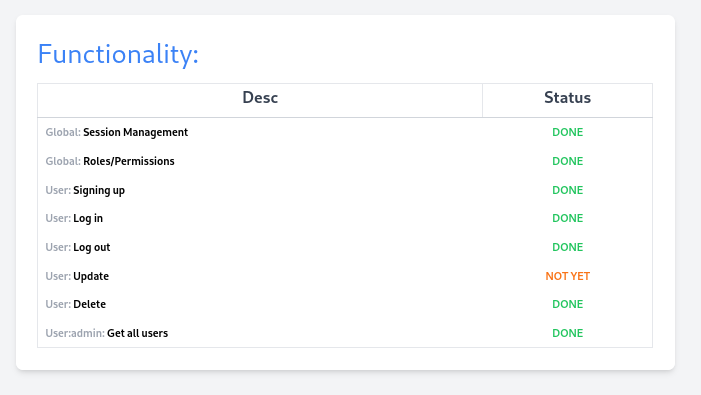 Functionality:
Desc Status
Global: Session Management DONE
Global: Roles/Permissions DONE
User: Signing up DONE
User: Log in DONE
User: Log out DONE
User: Update NOT YET
User: Delete DONE
User:admin: Get all users DONE